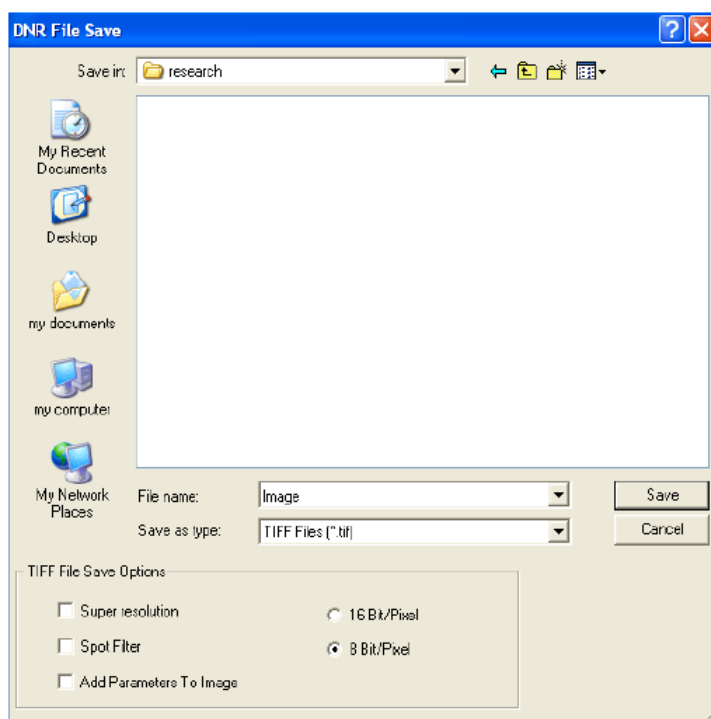 DNR File Save
Save in: research
My Recent
Documents
Desktop
my documents
my computer
My Network
Places
File name: Image Save
Save as type: TIFF Files (*.tif) Cancel
TIFF File Save Options
Super resolution 16 Bit/Pixel
Spot Filter 8 Bit/Pixel
Add Parameters To Image